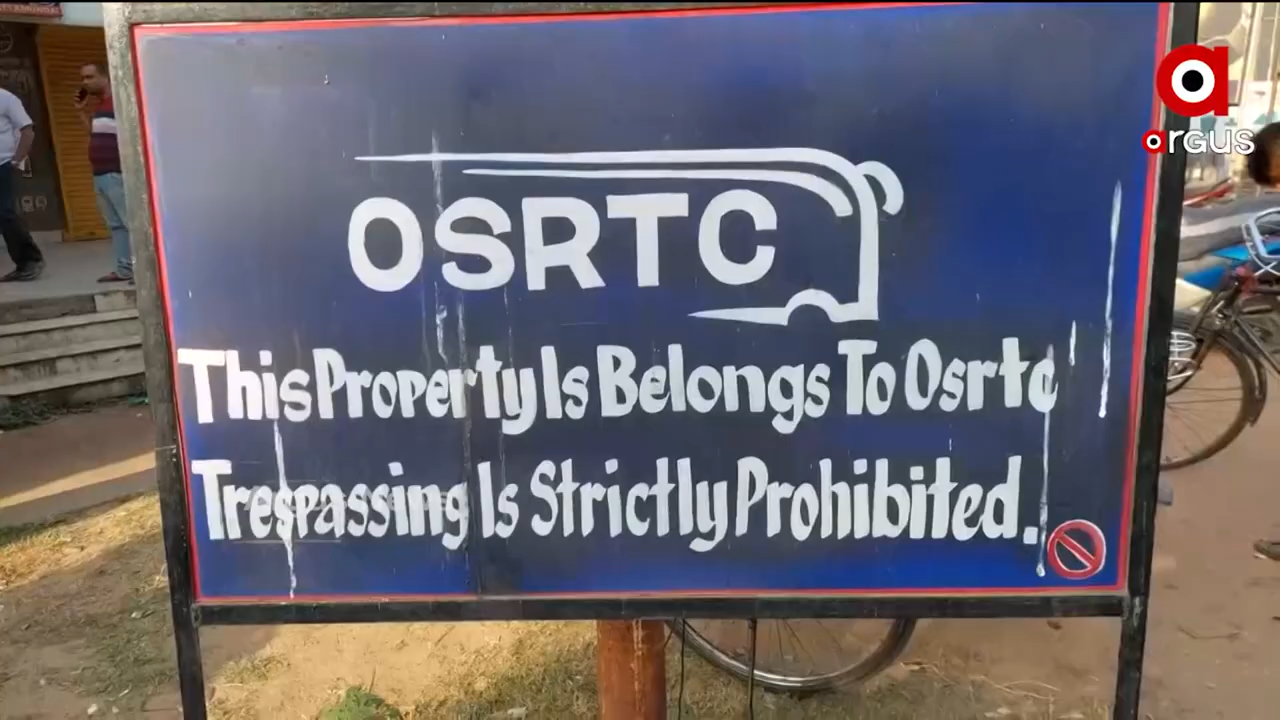 argus
OSRTC
This Property Is Belongs To Osrtc
Trespassing Is Strictly Prohibited.